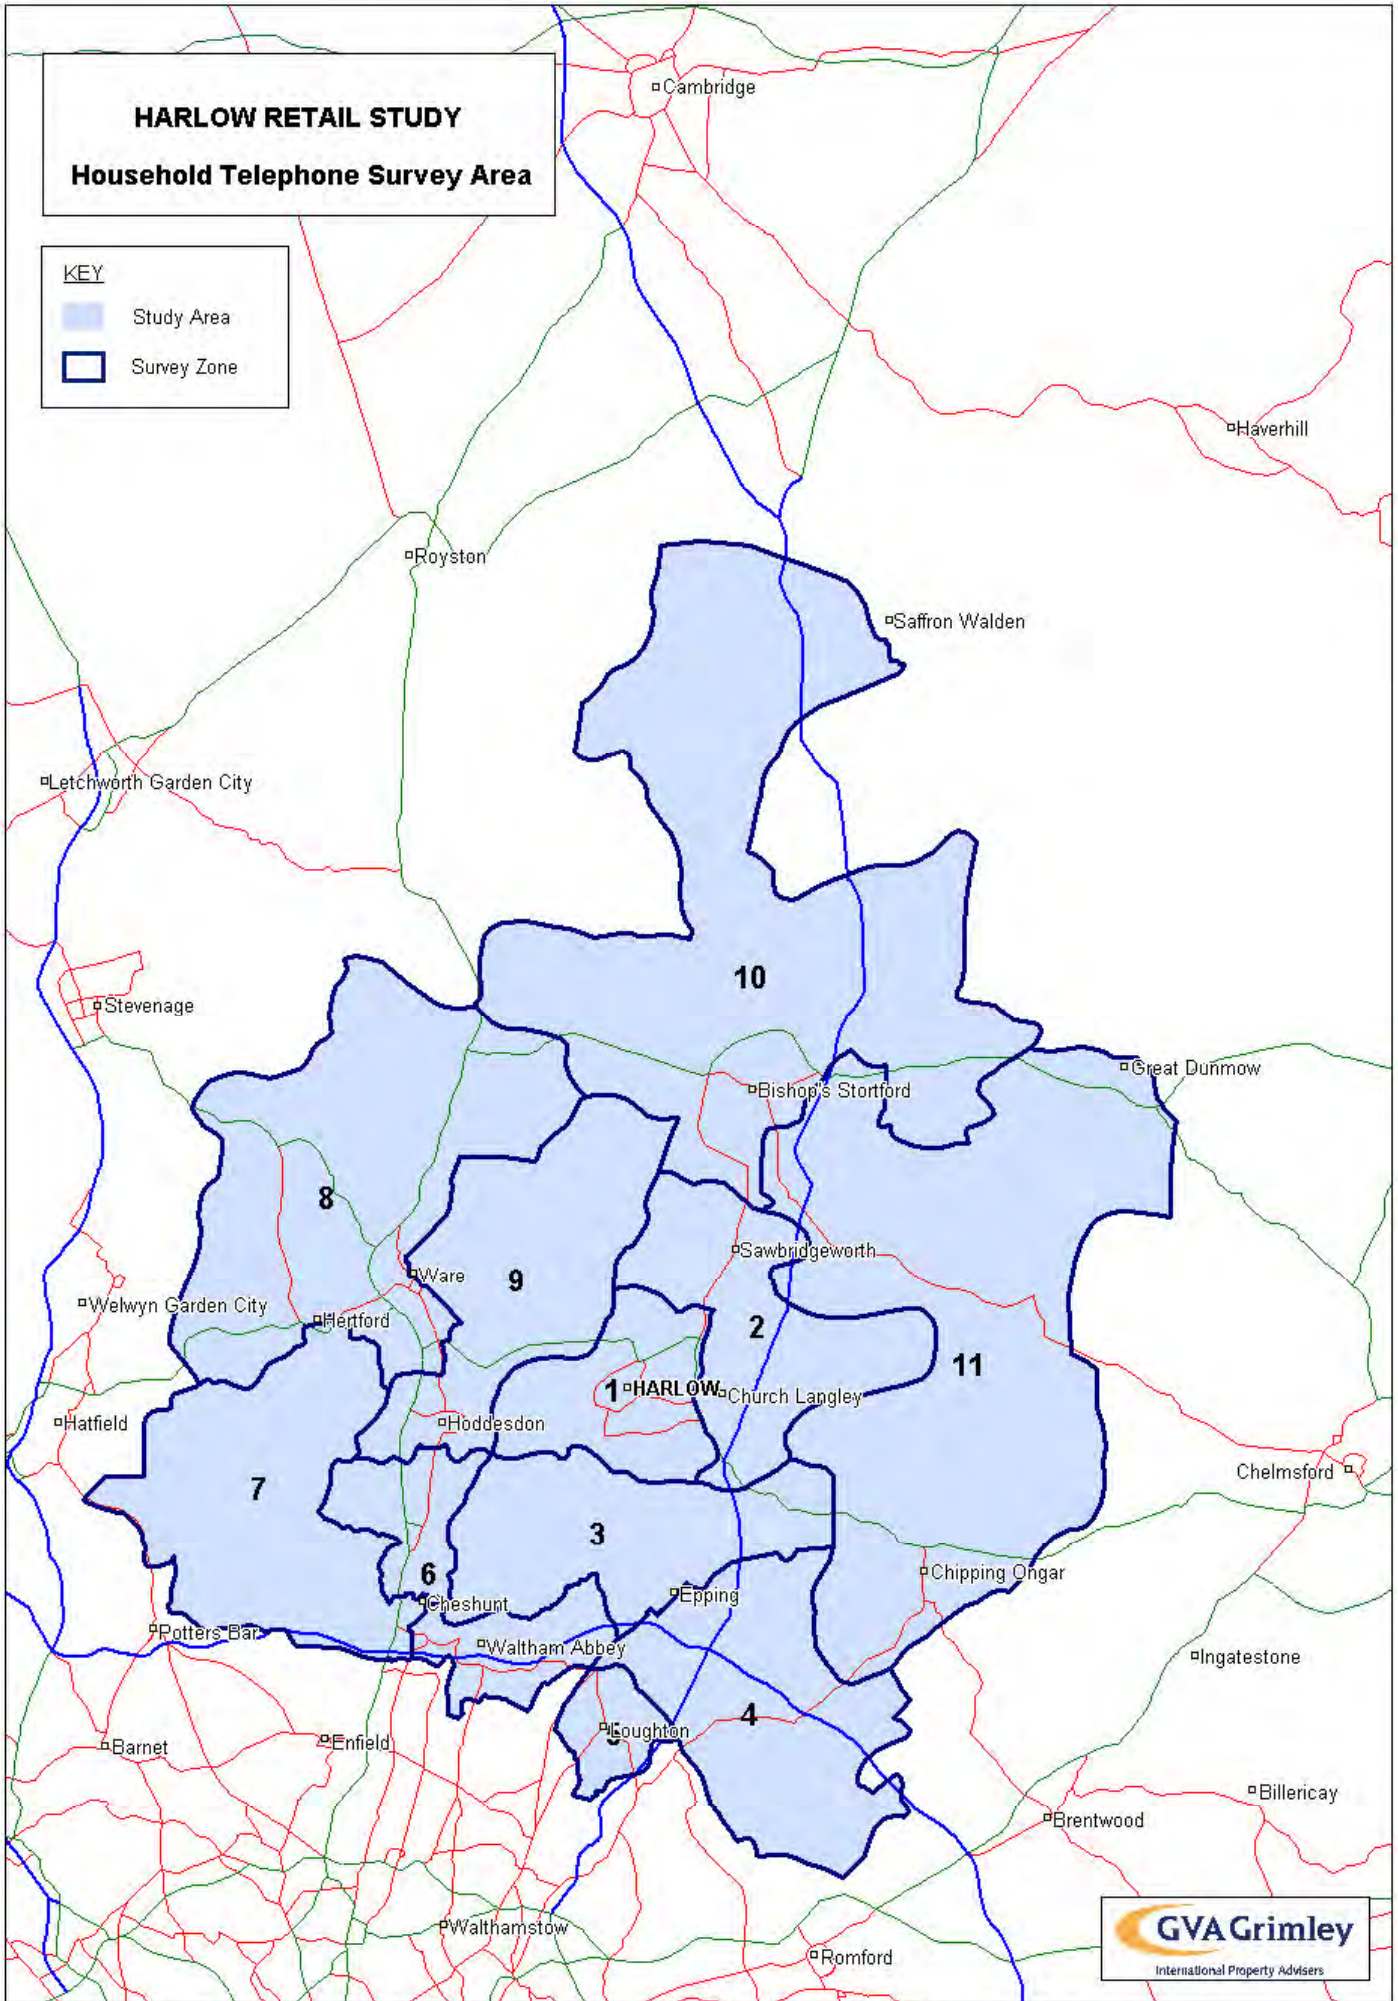 HARLOW RETAIL STUDY
Household Telephone Survey Area
KEY
Study Area
Survey Zone
Cambridge
Haverhill
Royston
Saffron Walden
Letchworth Garden City
10
Stevenage
Great Dunmow
Bishop's Stortford
8
Sawbridgeworth
Ware
9
Welwyn Garden City
Hertford
2
11
1
HARLOW
Church Langley
Hatfield
Hoddesdon
Chelmsford
7
3
Chipping Ongar
6
Epping
Cheshunt
Potters Bar
Waltham Abbey
Ingatestone
4
5
Loughton
Barnet
Enfield
Billericay
Brentwood
Walthamstow
Romford
GVA Grimley
International Property Advisers